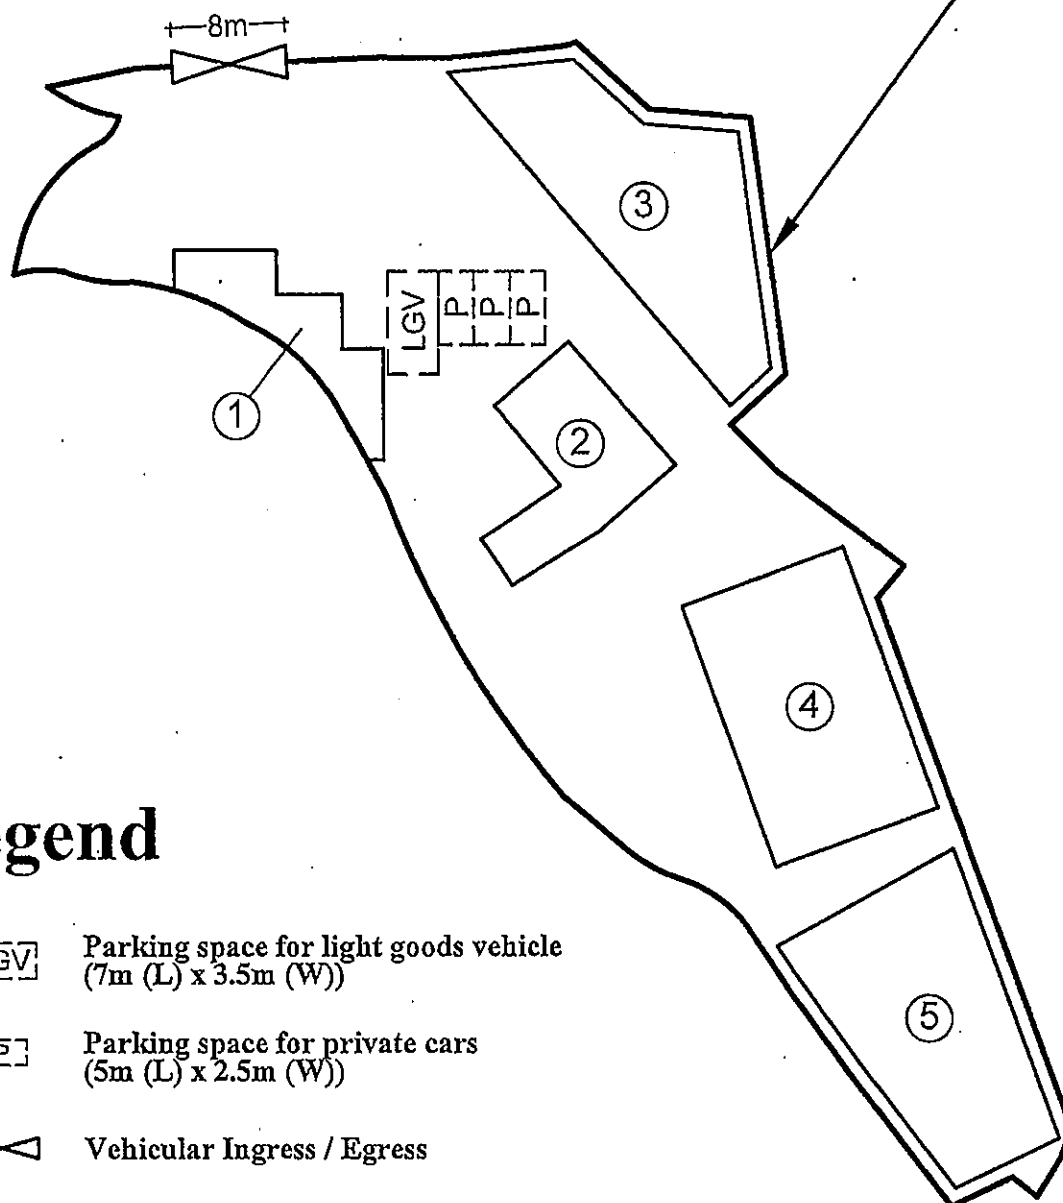 8m
3
LGV P P P
1
2
4
5
egend
GV Parking space for light goods vehicle
(7m (L) x 3.5m (W))
P Parking space for private cars
(5m (L) x 2.5m (W))
Vehicular Ingress / Egress